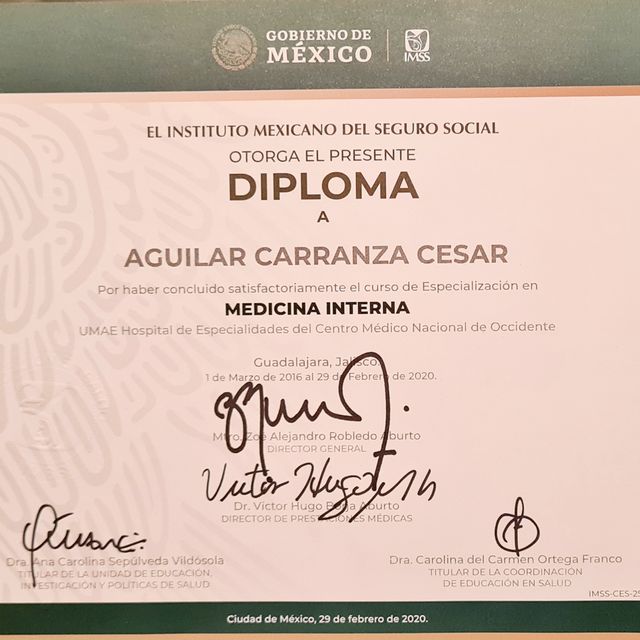 GOBIERNO DE
MÉXICO
IMSS
EL INSTITUTO MEXICANO DEL SEGURO SOCIAL
OTORGA EL PRESENTE
DIPLOMA
A
AGUILAR CARRANZA CESAR
Por haber concluido satisfactoriamente el curso de Especialización en
MEDICINA INTERNA
UMAE Hospital de Especialidades del Centro Médico Nacional de Occidente
Guadalajara, Jalisco,
1 de Marzo de 2016 al 29 de Febrero de 2020.
Mtro. Zoé Alejandro Robledo Aburto
DIRECTOR GENERAL
Victor Hugo
Dr. Víctor Hugo Borja Aburto
DIRECTOR DE PRESTACIONES MÉDICAS
Dra. Ana Carolina Sepúlveda Vildósola
TITULAR DE LA UNIDAD DE EDUCACIÓN,
INVESTIGACIÓN Y POLÍTICAS DE SALUD
Dra. Carolina del Carmen Ortega Franco
TITULAR DE LA COORDINACIÓN
DE EDUCACIÓN EN SALUD
IMSS-CES-25
Ciudad de México, 29 de febrero de 2020.